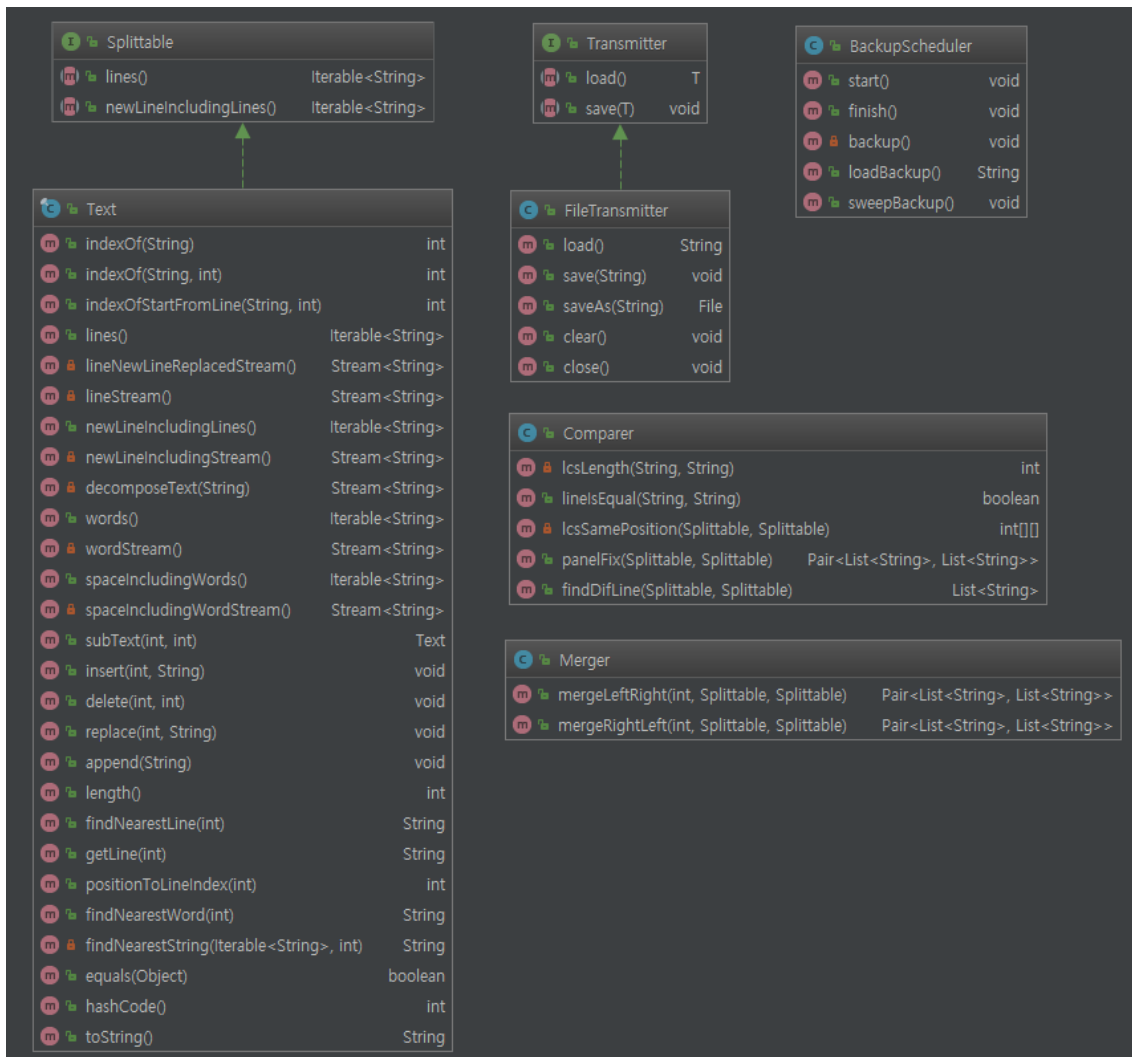 Splittable
lines() Iterable<String>
newLineIncludingLines() Iterable<String>
Text
indexOf(String) int
indexOf(String, int) int
indexOfStartFromLine(String, int) int
lines() Iterable<String>
lineNewLineReplacedStream() Stream<String>
lineStream() Stream<String>
newLineIncludingLines() Iterable<String>
newLineIncludingStream() Stream<String>
decomposeText(String) Stream<String>
words() Iterable<String>
wordStream() Stream<String>
spaceIncludingWords() Iterable<String>
spaceIncludingWordStream() Stream<String>
subText(int, int) Text
insert(int, String) void
delete(int, int) void
replace(int, String) void
append(String) void
length() int
findNearestLine(int) String
getLine(int) String
positionToLineIndex(int) int
findNearestWord(int) String
findNearestString(Iterable<String>, int) String
equals(Object) boolean
hashCode() int
toString() String
Transmitter
load() T
save(T) void
FileTransmitter
load() String
save(String) void
saveAs(String) File
clear() void
close() void
BackupScheduler
start() void
finish() void
backup() void
loadBackup() String
sweepBackup() void
Comparer
lcsLength(String, String) int
lineIsEqual(String, String) boolean
lcsSamePosition(Splittable, Splittable) int[][]
panelFix(Splittable, Splittable) Pair<List<String>, List<String>>
findDifLine(Splittable, Splittable) List<String>
Merger
mergeLeftRight(int, Splittable, Splittable) Pair<List<String>, List<String>>
mergeRightLeft(int, Splittable, Splittable) Pair<List<String>, List<String>>